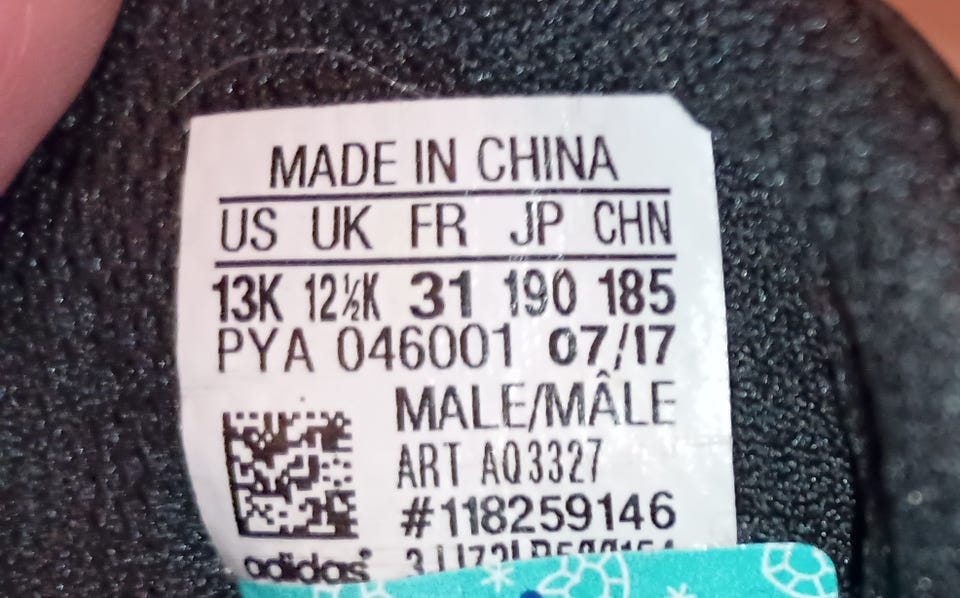 MADE IN CHINA
US UK FR JP CHN
13K 12½K 31 190 185
PYA 046001 07/17
MALE/MÂLE
ART AQ3327
#118259146
adidas